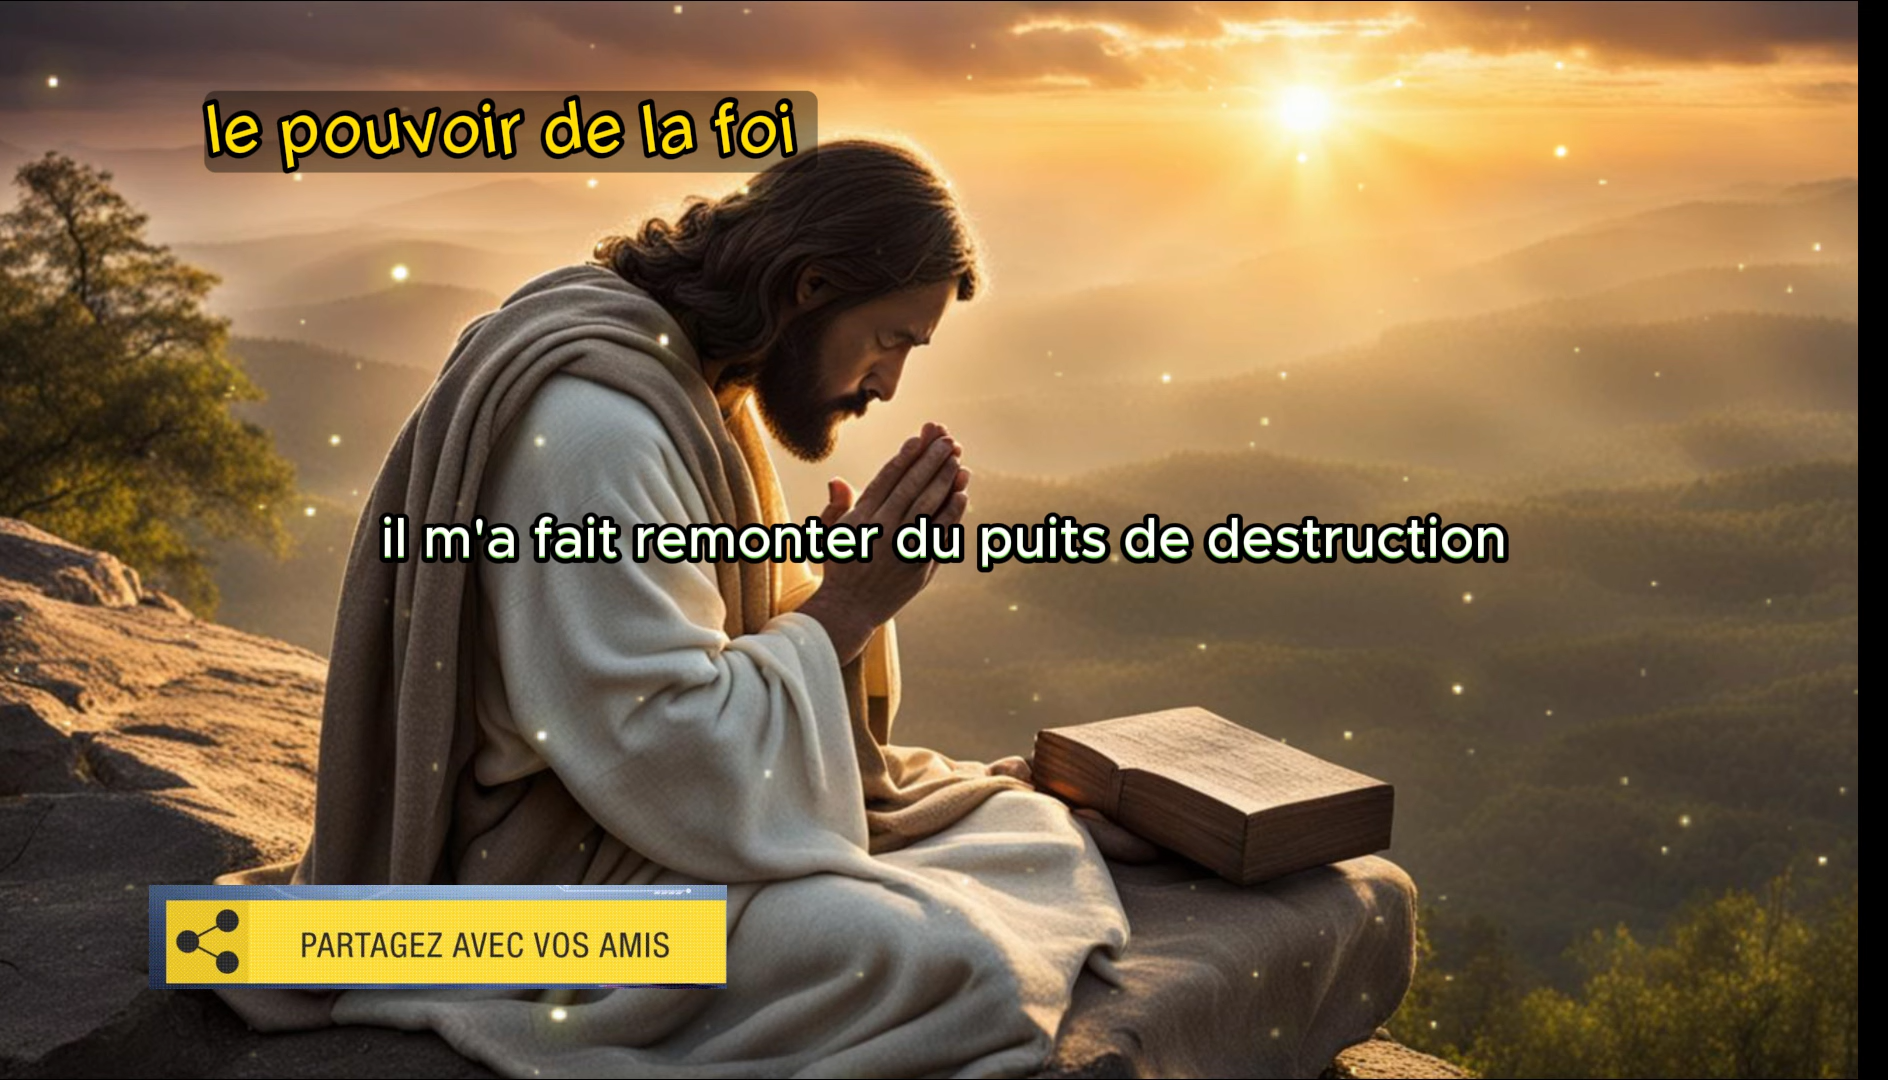 le pouvoir de la foi
il m'a fait remonter du puits de destruction
PARTAGEZ AVEC VOS AMIS